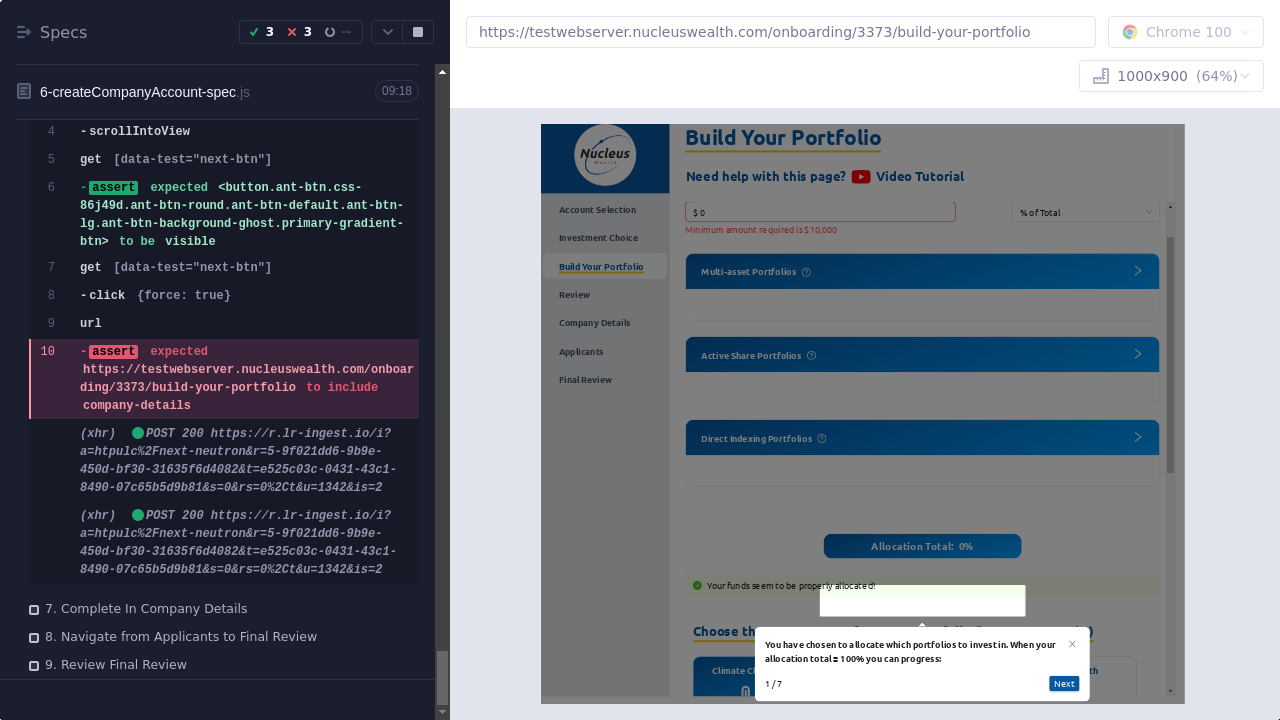 Specs
3
3
--
6-createCompanyAccount-spec.js
09:18
4 -scrollIntoView
5 get [data-test="next-btn"]
6 -assert expected <button.ant-btn.css-
86j49d.ant-btn-round.ant-btn-default.ant-btn-
lg.ant-btn-background-ghost.primary-gradient-
btn> to be visible
7 get [data-test="next-btn"]
8 -click {force: true}
9 url
10 -assert expected
https://testwebserver.nucleuswealth.com/onboar
ding/3373/build-your-portfolio to include
company-details
(xhr) POST 200 https://r.lr-ingest.io/i?
a=htpulc%2Fnext-neutron&r=5-9f021dd6-9b9e-
450d-bf30-31635f6d4082&t=e525c03c-0431-43c1-
8490-07c65b5d9b81&s=0&rs=0%2Ct&u=1342&is=2
(xhr) POST 200 https://r.lr-ingest.io/i?
a=htpulc%2Fnext-neutron&r=5-9f021dd6-9b9e-
450d-bf30-31635f6d4082&t=e525c03c-0431-43c1-
8490-07c65b5d9b81&s=0&rs=0%2Ct&u=1342&is=2
7. Complete In Company Details
8. Navigate from Applicants to Final Review
9. Review Final Review
https://testwebserver.nucleuswealth.com/onboarding/3373/build-your-portfolio
Chrome 100
1000x900 (64%)
Nucleus
Wealth
Account Selection
Investment Choice
Build Your Portfolio
Review
Company Details
Applicants
Final Review
Build Your Portfolio
Need help with this page? Video Tutorial
$ 0
% of Total
Minimum amount required is $ 10,000
Multi-asset Portfolios
Active Share Portfolios
Direct Indexing Portfolios
Allocation Total: 0%
Your funds seem to be properly allocated!
Choose th
Climate Ch
th
You have chosen to allocate which portfolios to invest in. When your
allocation total = 100% you can progress:
1 / 7
Next